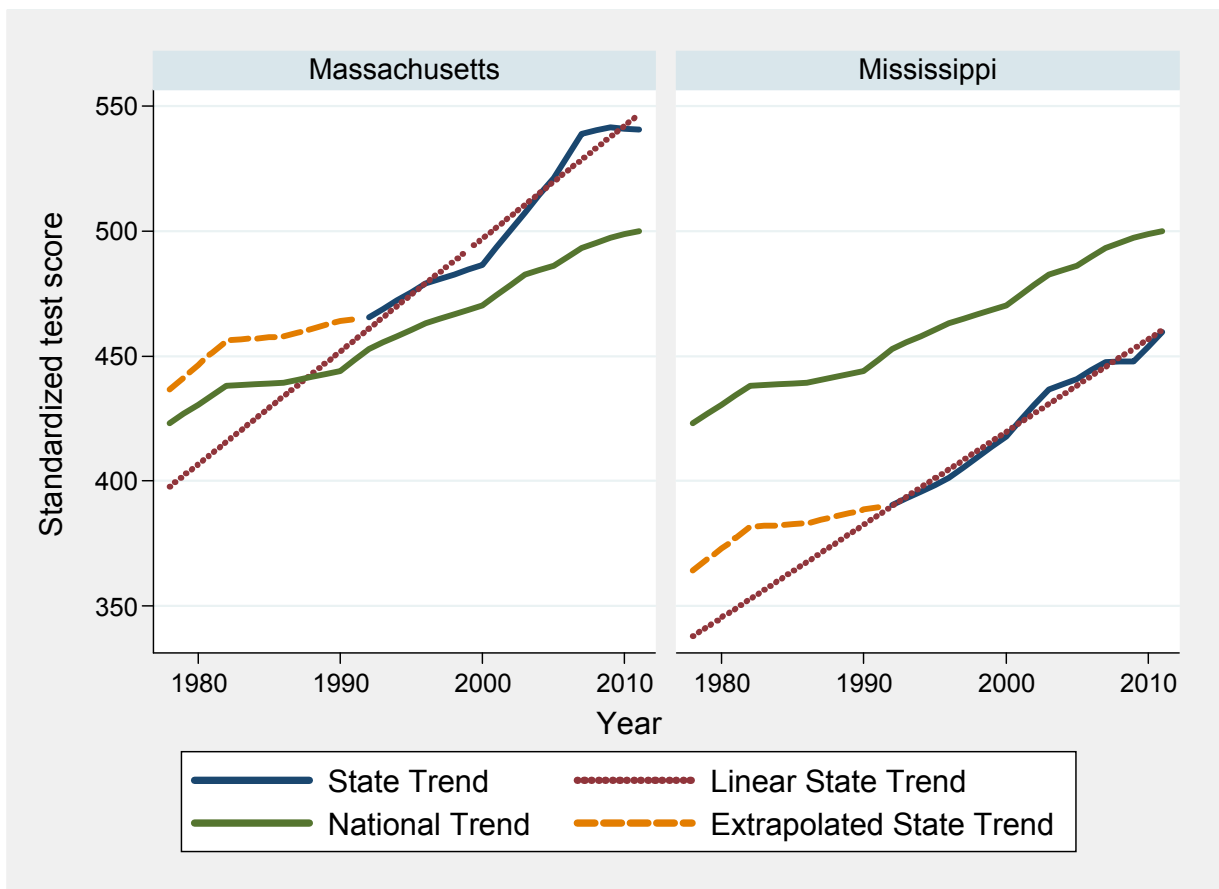 Massachusetts
Mississippi
Standardized test score
550
500
450
400
350
1980 1990 2000 2010
1980 1990 2000 2010
Year
State Trend
Linear State Trend
National Trend
Extrapolated State Trend